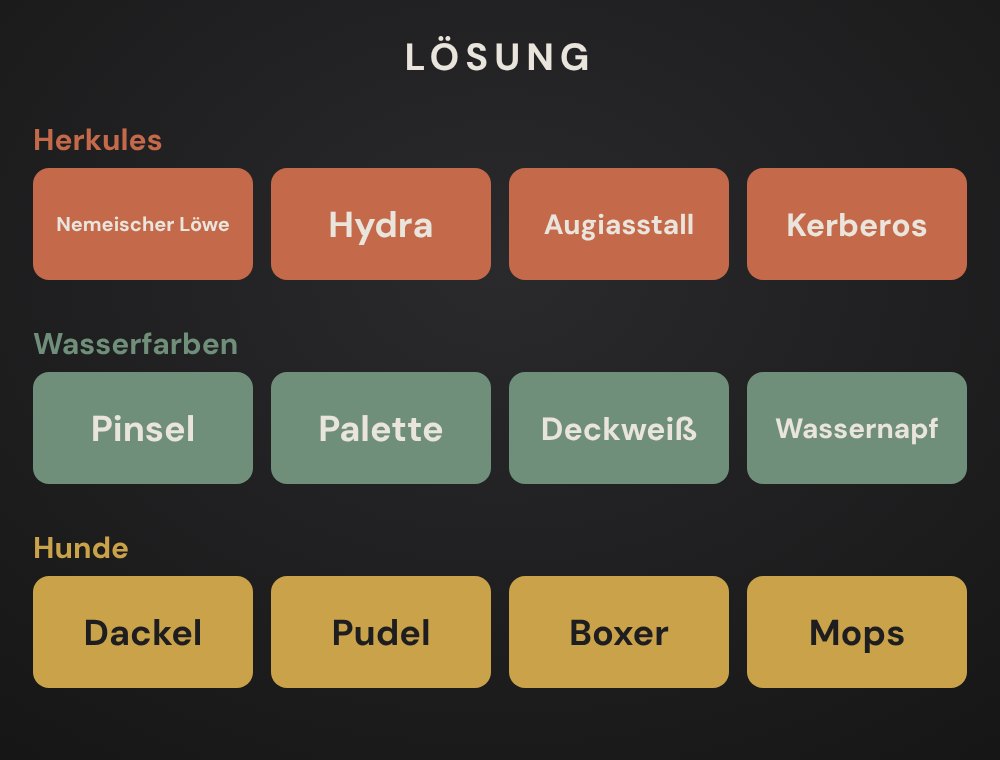 LÖSUNG
Herkules
Nemeischer Löwe Hydra Augiasstall Kerberos
Wasserfarben
Pinsel Palette Deckweiß Wassernapf
Hunde
Dackel Pudel Boxer Mops